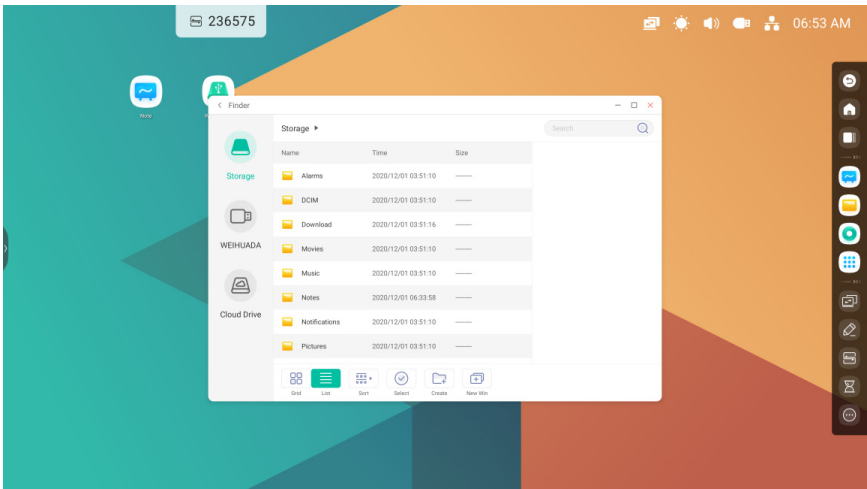 236575
06:53 AM
Note
Finder
Storage
Search
Name Time Size
Storage
Alarms 2020/12/01 03:51:10 ——
DCIM 2020/12/01 03:51:10 ——
Download 2020/12/01 03:51:16 ——
WEIHUADA
Movies 2020/12/01 03:51:10 ——
Music 2020/12/01 03:51:10 ——
Notes 2020/12/01 06:33:58 ——
Cloud Drive
Notifications 2020/12/01 03:51:10 ——
Pictures 2020/12/01 03:51:10 ——
Grid List Sort Select Create New Win